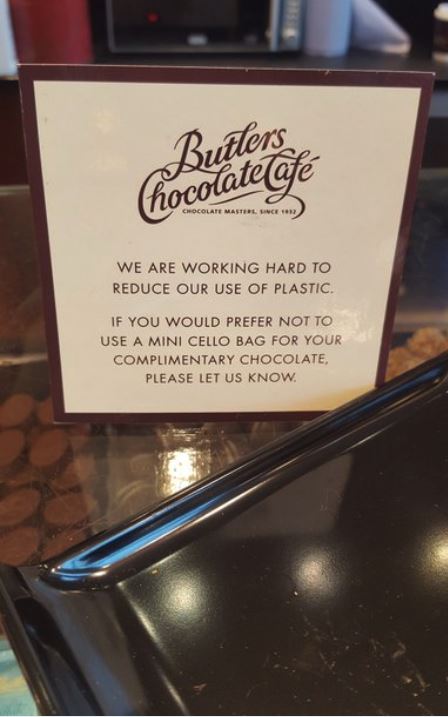 Butlers
Chocolate Café
CHOCOLATE MASTERS, SINCE 1932
WE ARE WORKING HARD TO
REDUCE OUR USE OF PLASTIC.
IF YOU WOULD PREFER NOT TO
USE A MINI CELLO BAG FOR YOUR
COMPLIMENTARY CHOCOLATE,
PLEASE LET US KNOW.